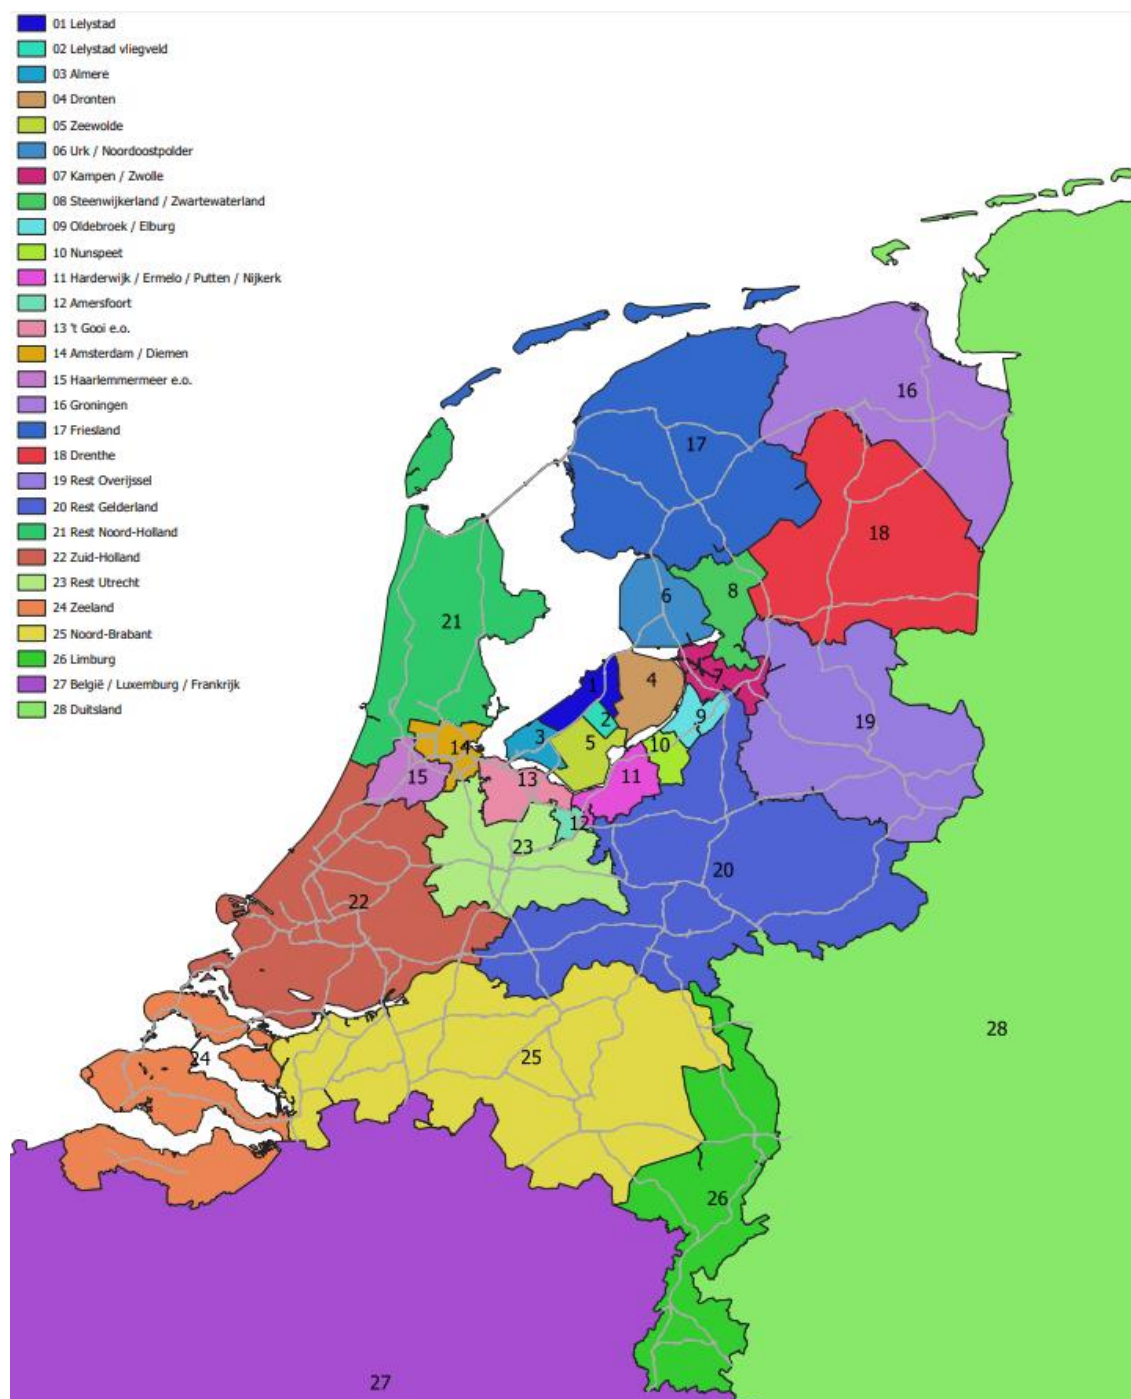 01 Lelystad
02 Lelystad vliegveld
03 Almere
04 Dronten
05 Zeewolde
06 Urk / Noordoostpolder
07 Kampen / Zwolle
08 Steenwijkerland / Zwartewaterland
09 Oldebroek / Elburg
10 Nunspeet
11 Harderwijk / Ermelo / Putten / Nijkerk
12 Amersfoort
13 't Gooi e.o.
14 Amsterdam / Diemen
15 Haarlemmermeer e.o.
16 Groningen
17 Friesland
18 Drenthe
19 Rest Overijssel
20 Rest Gelderland
21 Rest Noord-Holland
22 Zuid-Holland
23 Rest Utrecht
24 Zeeland
25 Noord-Brabant
26 Limburg
27 België / Luxemburg / Frankrijk
28 Duitsland
16
17
18
8
6
21
7
4
1
9
2
19
3
5
10
14
15
13
11
12
23
20
22
28
24
25
26
27